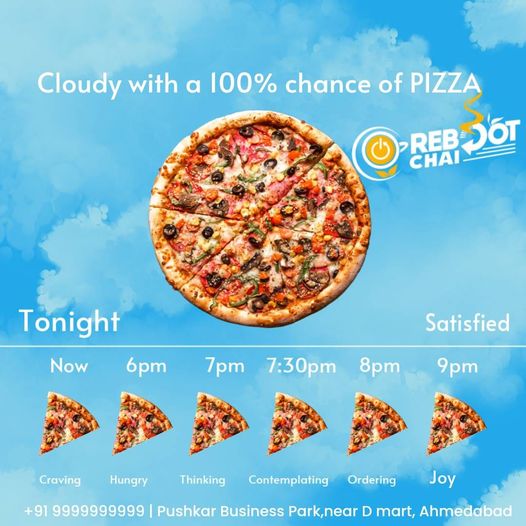 Cloudy with a 100% chance of PIZZA
REBOOT
CHAI
Tonight
Satisfied
Now 6pm 7pm 7:30pm 8pm 9pm
Craving Hungry Thinking Contemplating Ordering Joy
+91 9999999999 | Pushkar Business Park,near D mart, Ahmedabad